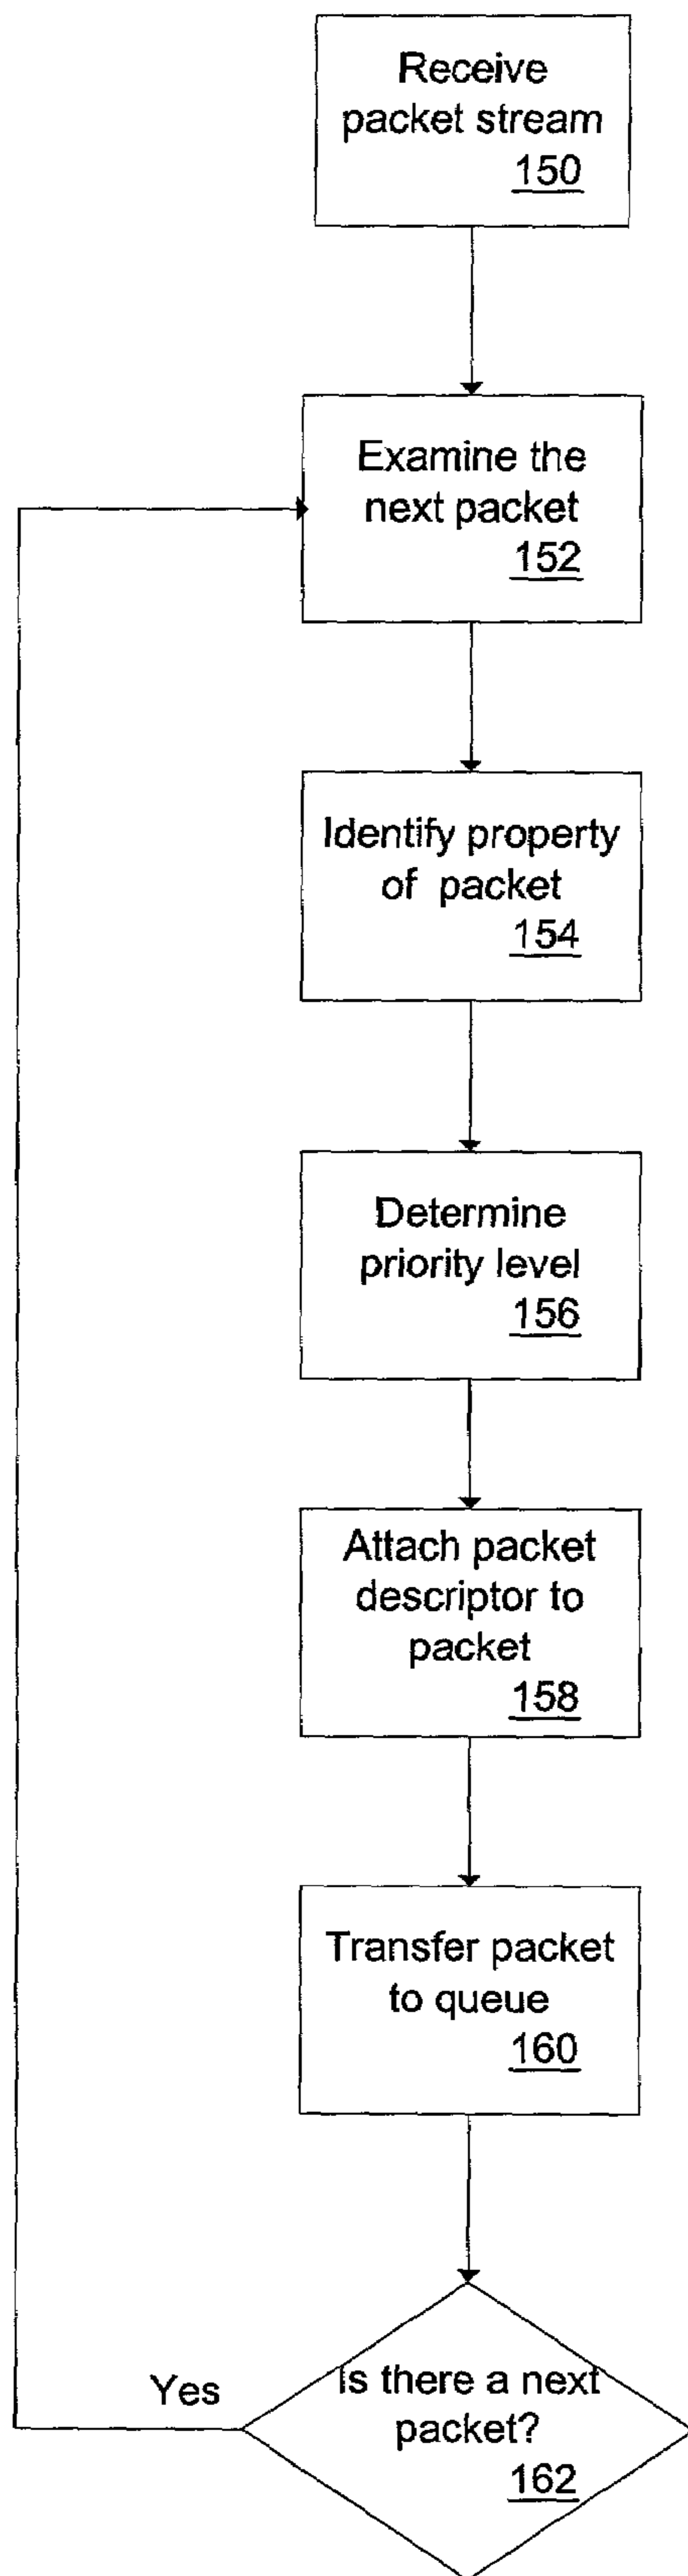 Receive
packet stream
150
Examine the
next packet
152
Identify property
of packet
154
Determine
priority level
156
Attach packet
descriptor to
packet
158
Transfer packet
to queue
160
Is there a next
packet?
162
Yes